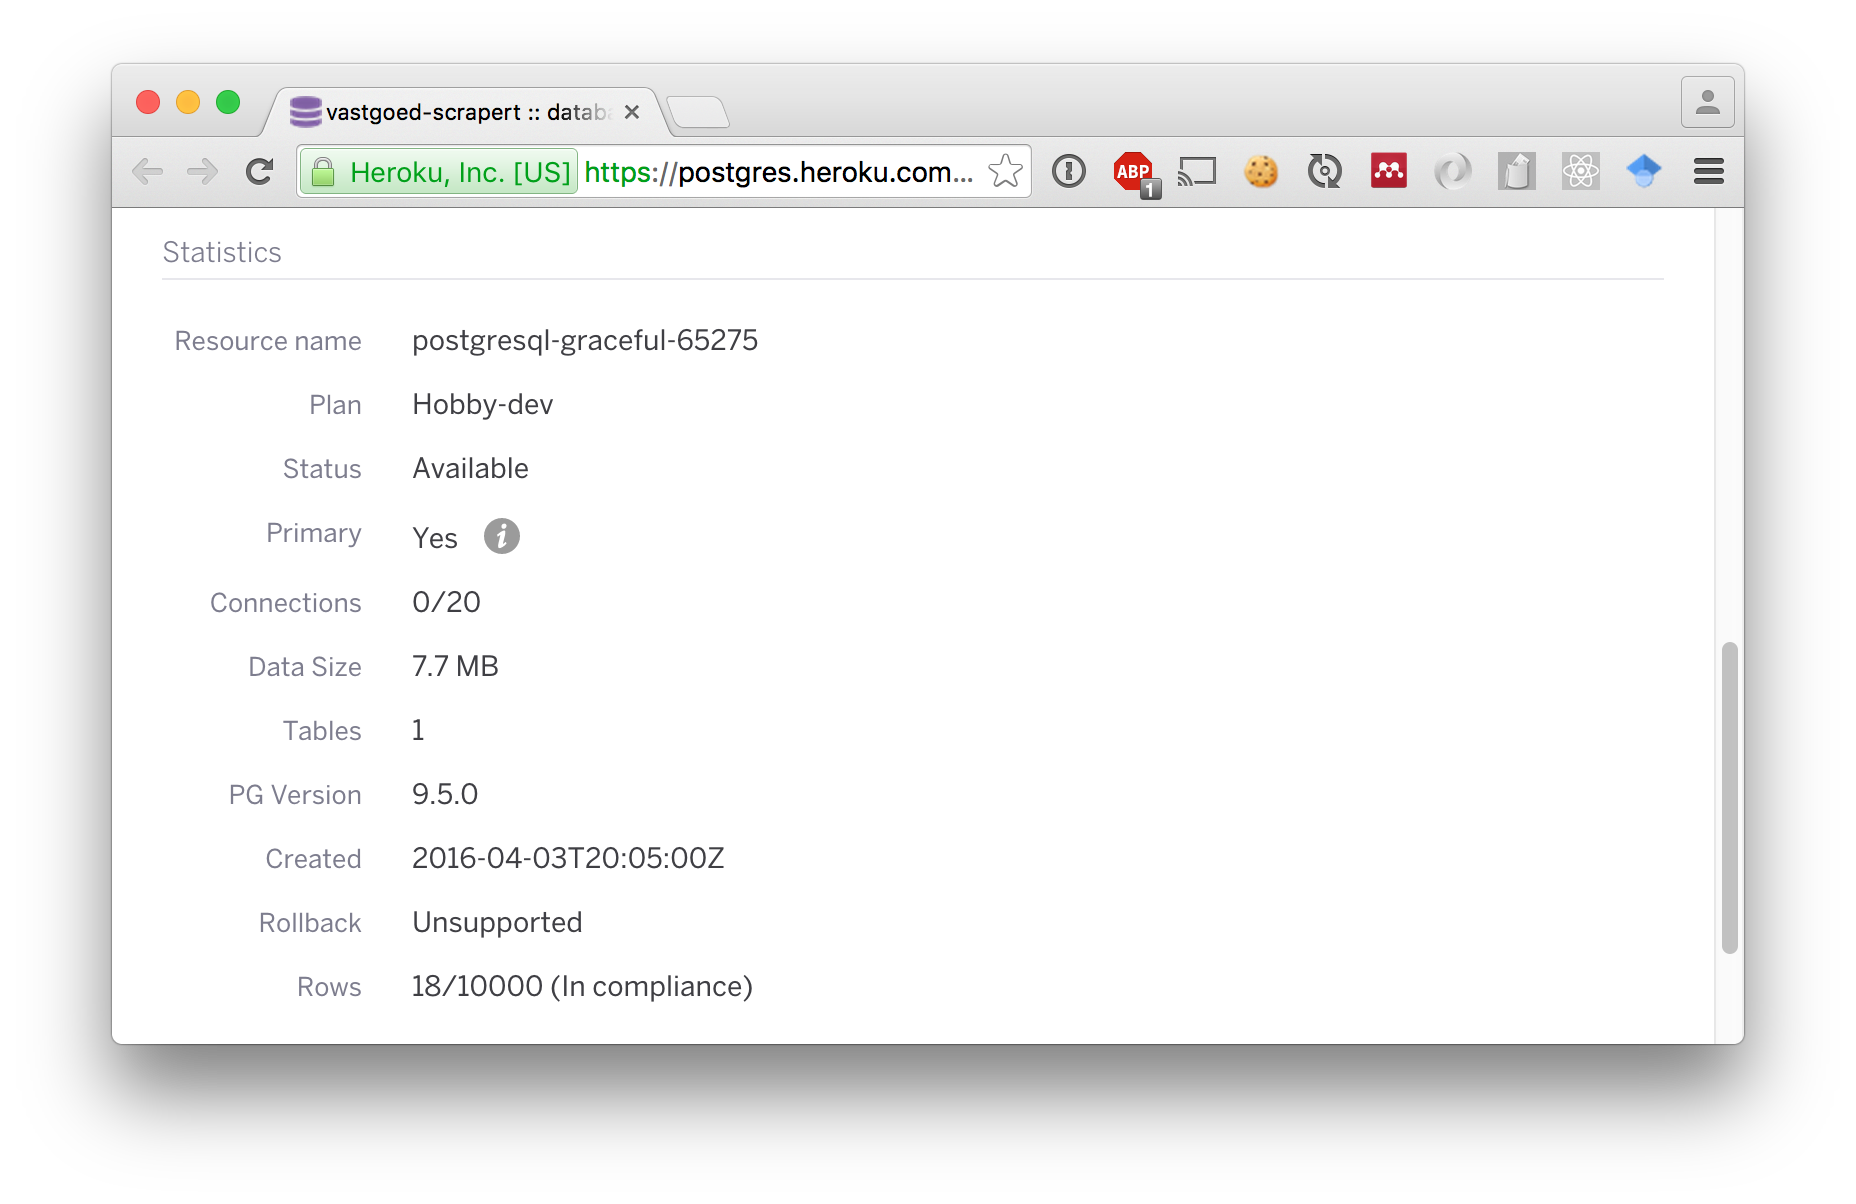 vastgoed-scrapert :: datab
Heroku, Inc. [US] https://postgres.heroku.com...
ABP
1
Statistics
Resource name postgresql-graceful-65275
Plan Hobby-dev
Status Available
Primary Yes i
Connections 0/20
Data Size 7.7 MB
Tables 1
PG Version 9.5.0
Created 2016-04-03T20:05:00Z
Rollback Unsupported
Rows 18/10000 (In compliance)